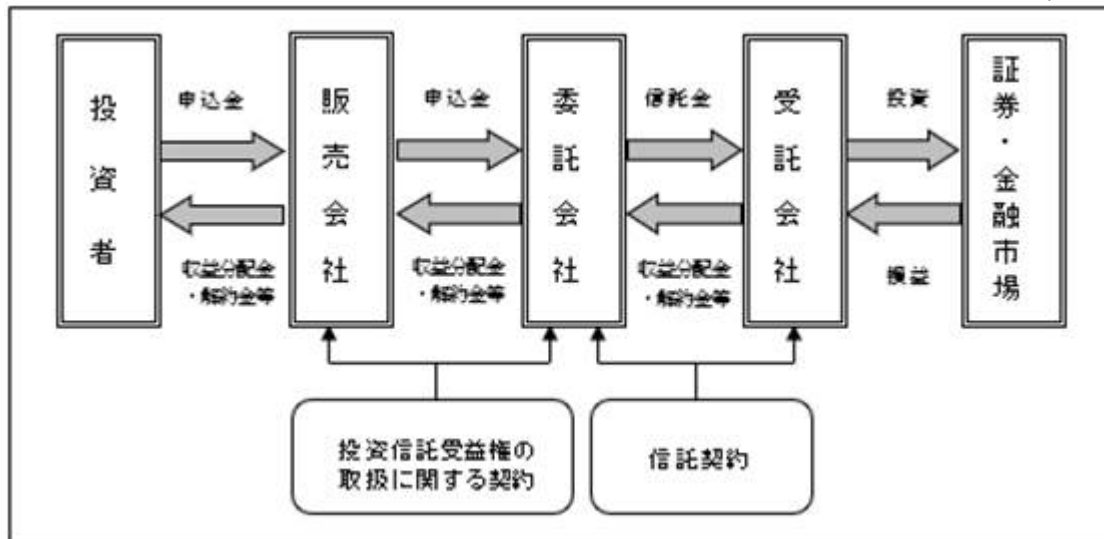 投資者
申込金
収益分配金
・解約金等
販売会社
申込金
収益分配金
・解約金等
委託会社
信託金
収益分配金
・解約金等
受託会社
投資
損益
証券・金融市場
投資信託受益権の
取扱に関する契約
信託契約